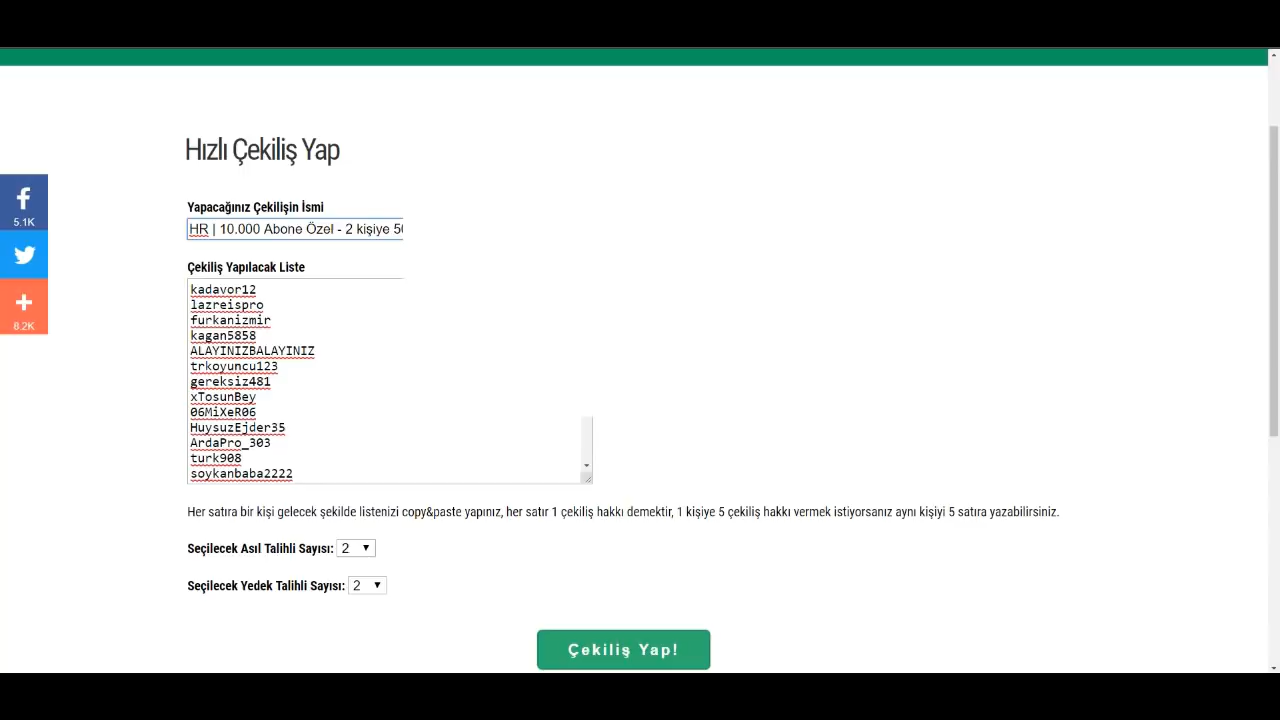 Hızlı Çekiliş Yap
5.1K
8.2K
Yapacağınız Çekilişin İsmi
HR | 10.000 Abone Özel - 2 kişiye
Çekiliş Yapılacak Liste
kadavor12
lazreispro
furkanizmir
kagan5858
ALAYINIZBALAYINIZ
trkoyuncu123
gereksiz481
xTosunBey
06MiXeR06
HuysuzEjder35
ArdaPro_303
turk908
soykanbaba2222
Her satıra bir kişi gelecek şekilde listenizi copy&paste yapınız, her satır 1 çekiliş hakkı demektir, 1 kişiye 5 çekiliş hakkı vermek istiyorsanız aynı kişiyi 5 satıra yazabilirsiniz.
Seçilecek Asıl Talihli Sayısı: 2
Seçilecek Yedek Talihli Sayısı: 2
Çekiliş Yap!